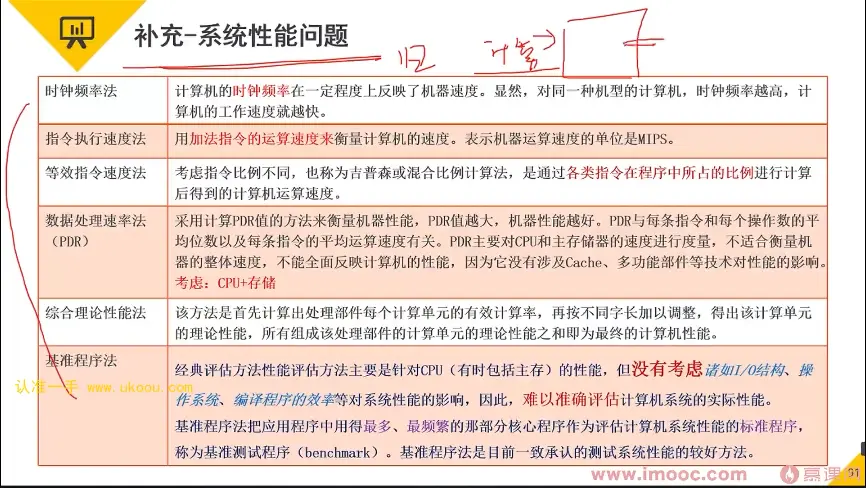 补充-系统性能问题
旧
计算
时钟频率法
计算机的时钟频率在一定程度上反映了机器速度。显然，对同一种机型的计算机，时钟频率越高，计
算机的工作速度就越快。
指令执行速度法
用加法指令的运算速度来衡量计算机的速度。表示机器运算速度的单位是MIPS。
等效指令速度法
考虑指令比例不同，也称为吉普森或混合比例计算法，是通过各类指令在程序中所占的比例进行计算
后得到的计算机运算速度。
数据处理速率法
（PDR）
采用计算PDR值的方法来衡量机器性能，PDR值越大，机器性能越好。PDR与每条指令和每个操作数的平
均位数以及每条指令的平均运算速度有关。PDR主要对CPU和主存储器的速度进行度量，不适合衡量机
器的整体速度，不能全面反映计算机的性能，因为它没有涉及Cache、多功能部件等技术对性能的影响。
考虑：CPU+存储
综合理论性能法
该方法是首先计算出处理部件每个计算单元的有效计算率，再按不同字长加以调整，得出该计算单元
的理论性能，所有组成该处理部件的计算单元的理论性能之和即为最终的计算机性能。
基准程序法
经典评估方法性能评估方法主要是针对CPU（有时包括主存）的性能，但没有考虑诸如I/O结构、操
作系统、编译程序的效率等对系统性能的影响，因此，难以准确评估计算机系统的实际性能。
基准程序法把应用程序中用得最多、最频繁的那部分核心程序作为评估计算机系统性能的标准程序，
称为基准测试程序（benchmark）。基准程序法是目前一致承认的测试系统性能的较好方法。
认准一手 www.ukoou.com
www.imooc.com
慕课
91